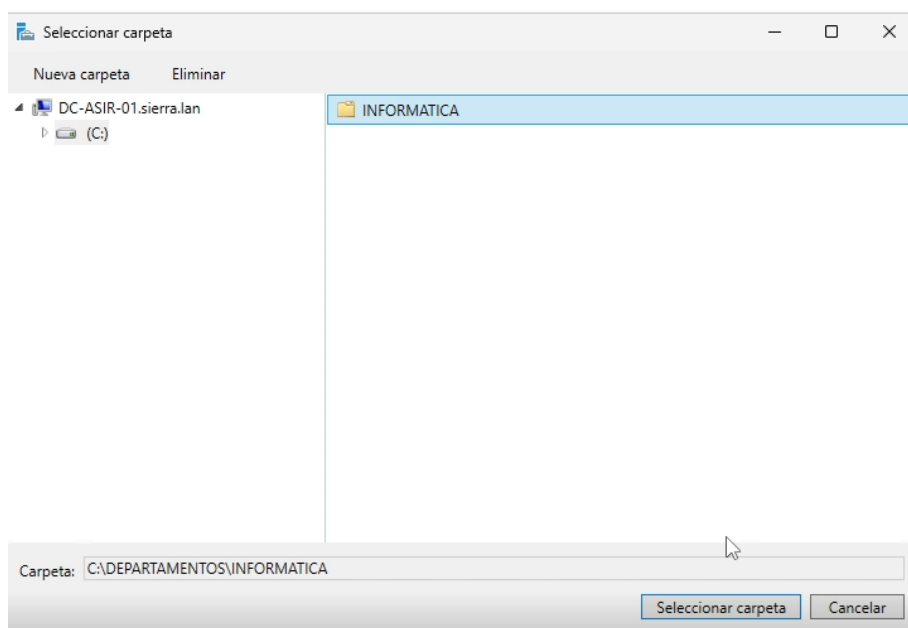 Seleccionar carpeta
Nueva carpeta Eliminar
DC-ASIR-01.sierra.lan
(C:)
INFORMATICA
Carpeta: C:\DEPARTAMENTOS\INFORMATICA
Seleccionar carpeta Cancelar